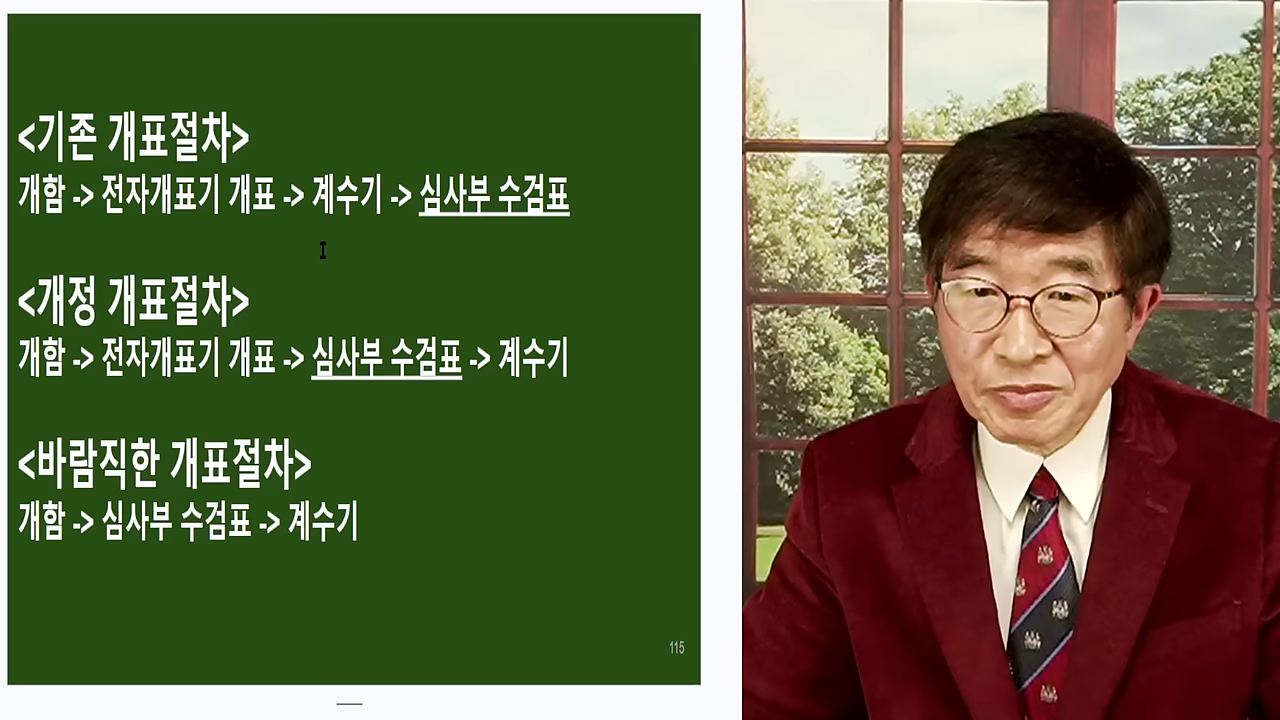 <기존 개표절차>
개함 -> 전자개표기 개표 -> 계수기 -> 심사부 수검표
<개정 개표절차>
개함 -> 전자개표기 개표 -> 심사부 수검표 -> 계수기
<바람직한 개표절차>
개함 -> 심사부 수검표 -> 계수기
115